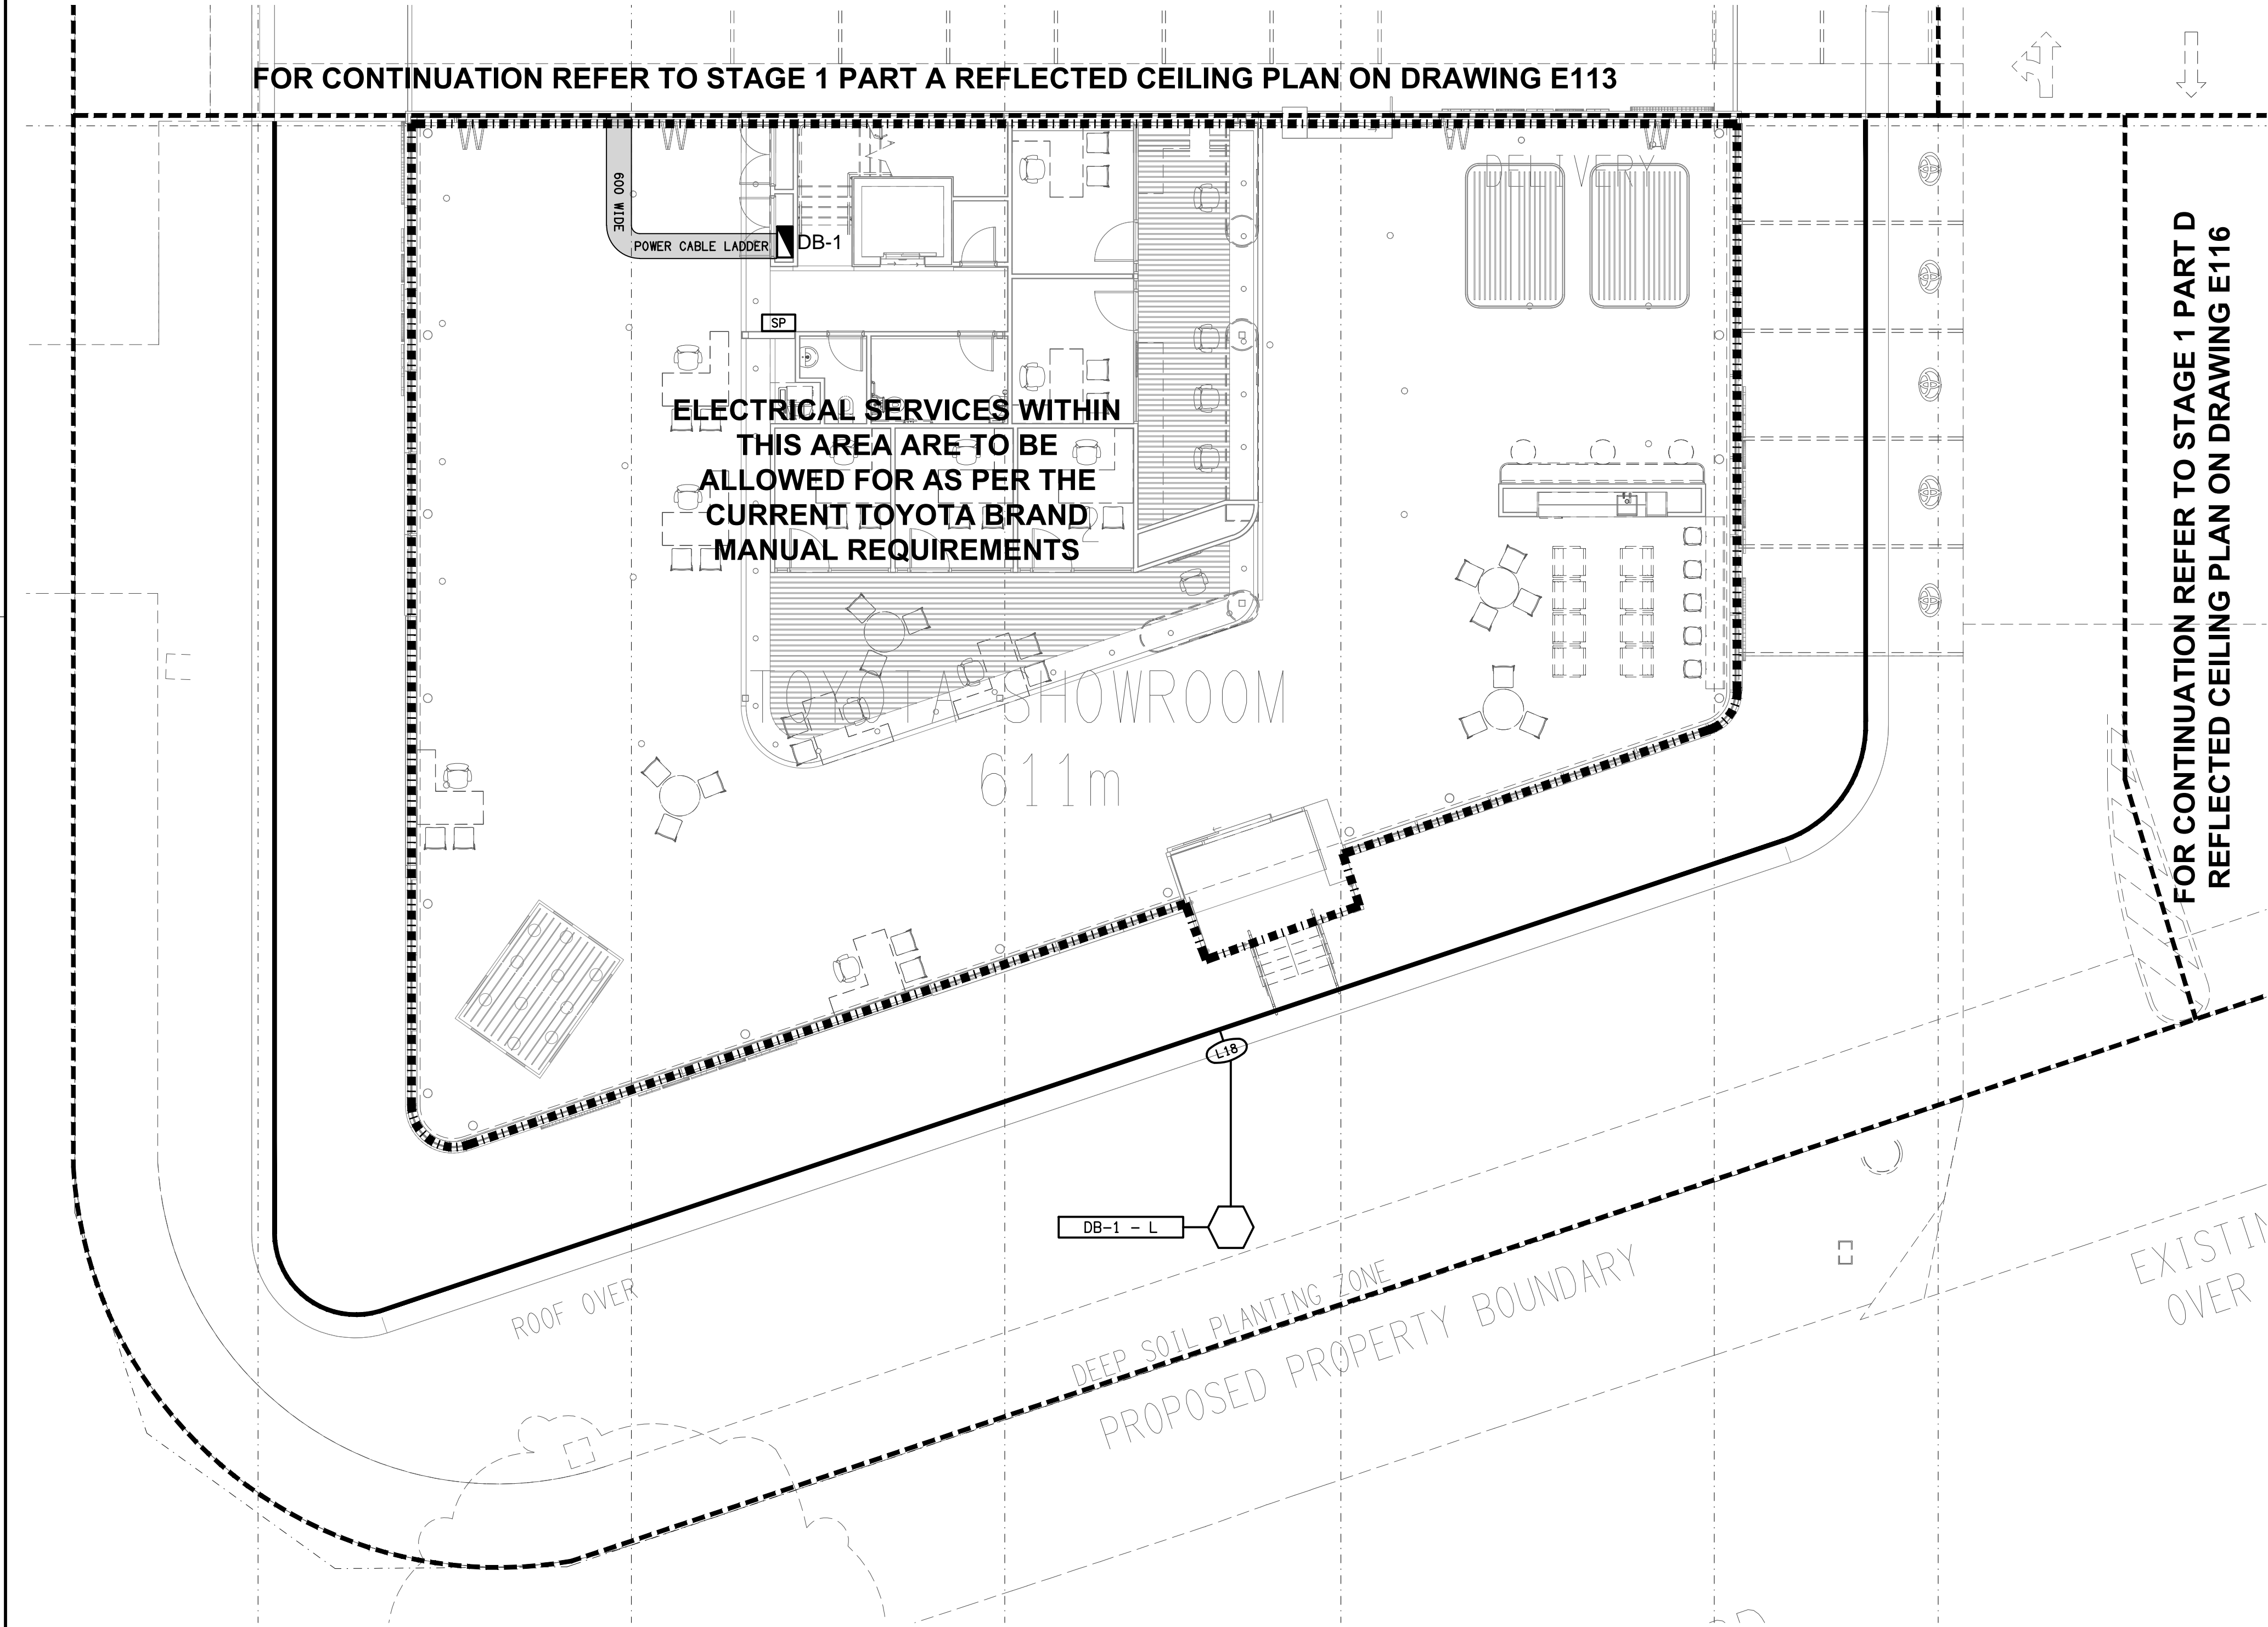 FOR CONTINUATION REFER TO STAGE 1 PART A REFLECTED CEILING PLAN ON DRAWING E113
DELIVERY
600 WIDE
POWER CABLE LADDER
DB-1
SP
FOR CONTINUATION REFER TO STAGE 1 PART D
REFLECTED CEILING PLAN ON DRAWING E116
ELECTRICAL SERVICES WITHIN
THIS AREA ARE TO BE
ALLOWED FOR AS PER THE
CURRENT TOYOTA BRAND
MANUAL REQUIREMENTS
2
TOYOTA SHOWROOM
611m
L18
DB-1 - L
ROOF OVER
DEEP SOIL PLANTING ZONE
PROPOSED PROPERTY BOUNDARY
OVER